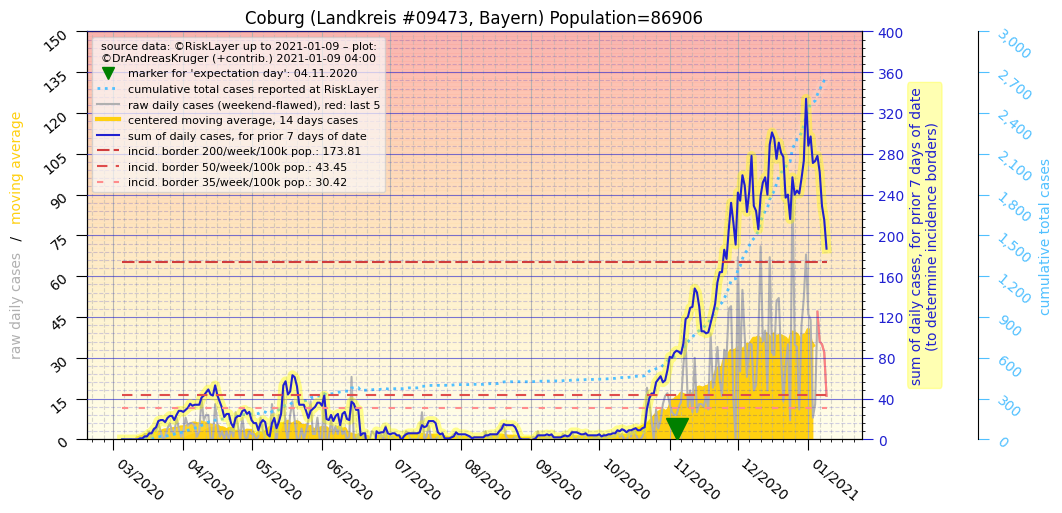 Coburg (Landkreis #09473, Bayern) Population=86906
source data: ©RiskLayer up to 2021-01-09 – plot:
©DrAndreasKruger (+contrib.) 2021-01-09 04:00
marker for 'expectation day': 04.11.2020
cumulative total cases reported at RiskLayer
raw daily cases (weekend-flawed), red: last 5
centered moving average, 14 days cases
sum of daily cases, for prior 7 days of date
incid. border 200/week/100k pop.: 173.81
incid. border 50/week/100k pop.: 43.45
incid. border 35/week/100k pop.: 30.42
raw daily cases / moving average
150
135
120
105
90
75
60
45
30
15
0
03/2020
04/2020
05/2020
06/2020
07/2020
08/2020
09/2020
10/2020
11/2020
12/2020
01/2021
400
360
320
280
240
200
160
120
80
40
0
sum of daily cases, for prior 7 days of date
(to determine incidence borders)
3,000
2,700
2,400
2,100
1,800
1,500
1,200
900
600
300
0
cumulative total cases